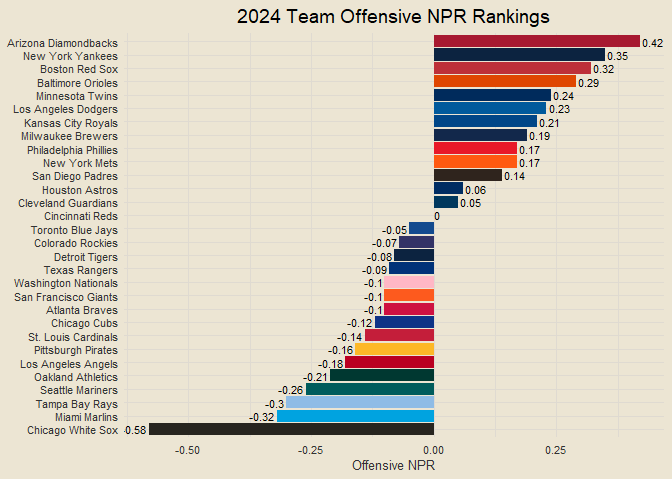 2024 Team Offensive NPR Rankings
Arizona Diamondbacks 0.42
New York Yankees 0.35
Boston Red Sox 0.32
Baltimore Orioles 0.29
Minnesota Twins 0.24
Los Angeles Dodgers 0.23
Kansas City Royals 0.21
Milwaukee Brewers 0.19
Philadelphia Phillies 0.17
New York Mets 0.17
San Diego Padres 0.14
Houston Astros 0.06
Cleveland Guardians 0.05
Cincinnati Reds 0
Toronto Blue Jays -0.05
Colorado Rockies -0.07
Detroit Tigers -0.08
Texas Rangers -0.09
Washington Nationals -0.1
San Francisco Giants -0.1
Atlanta Braves -0.1
Chicago Cubs -0.12
St. Louis Cardinals -0.14
Pittsburgh Pirates -0.16
Los Angeles Angels -0.18
Oakland Athletics -0.21
Seattle Mariners -0.26
Tampa Bay Rays -0.3
Miami Marlins -0.32
Chicago White Sox -0.58
-0.50 -0.25 0.00 0.25
Offensive NPR